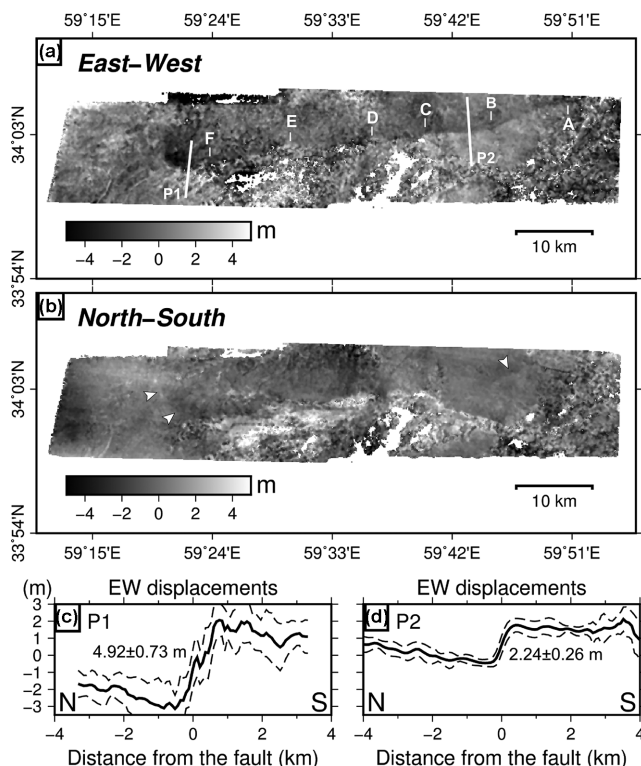 59˚15'E 59˚24'E 59˚33'E 59˚42'E 59˚51'E
(a)
East−West
34˚03'N
33˚54'N
F E D C B A
P1 P2
−4 −2 0 2 4
m
10 km
(b)
North−South
34˚03'N
33˚54'N
−4 −2 0 2 4
m
10 km
59˚15'E 59˚24'E 59˚33'E 59˚42'E 59˚51'E
(m) EW displacements EW displacements
(c) P1 (d) P2
3
2
1
0
−1
−2
−3
4.92±0.73 m 2.24±0.26 m
N S N S
−4 −2 0 2 4 −4 −2 0 2 4
Distance from the fault (km) Distance from the fault (km)